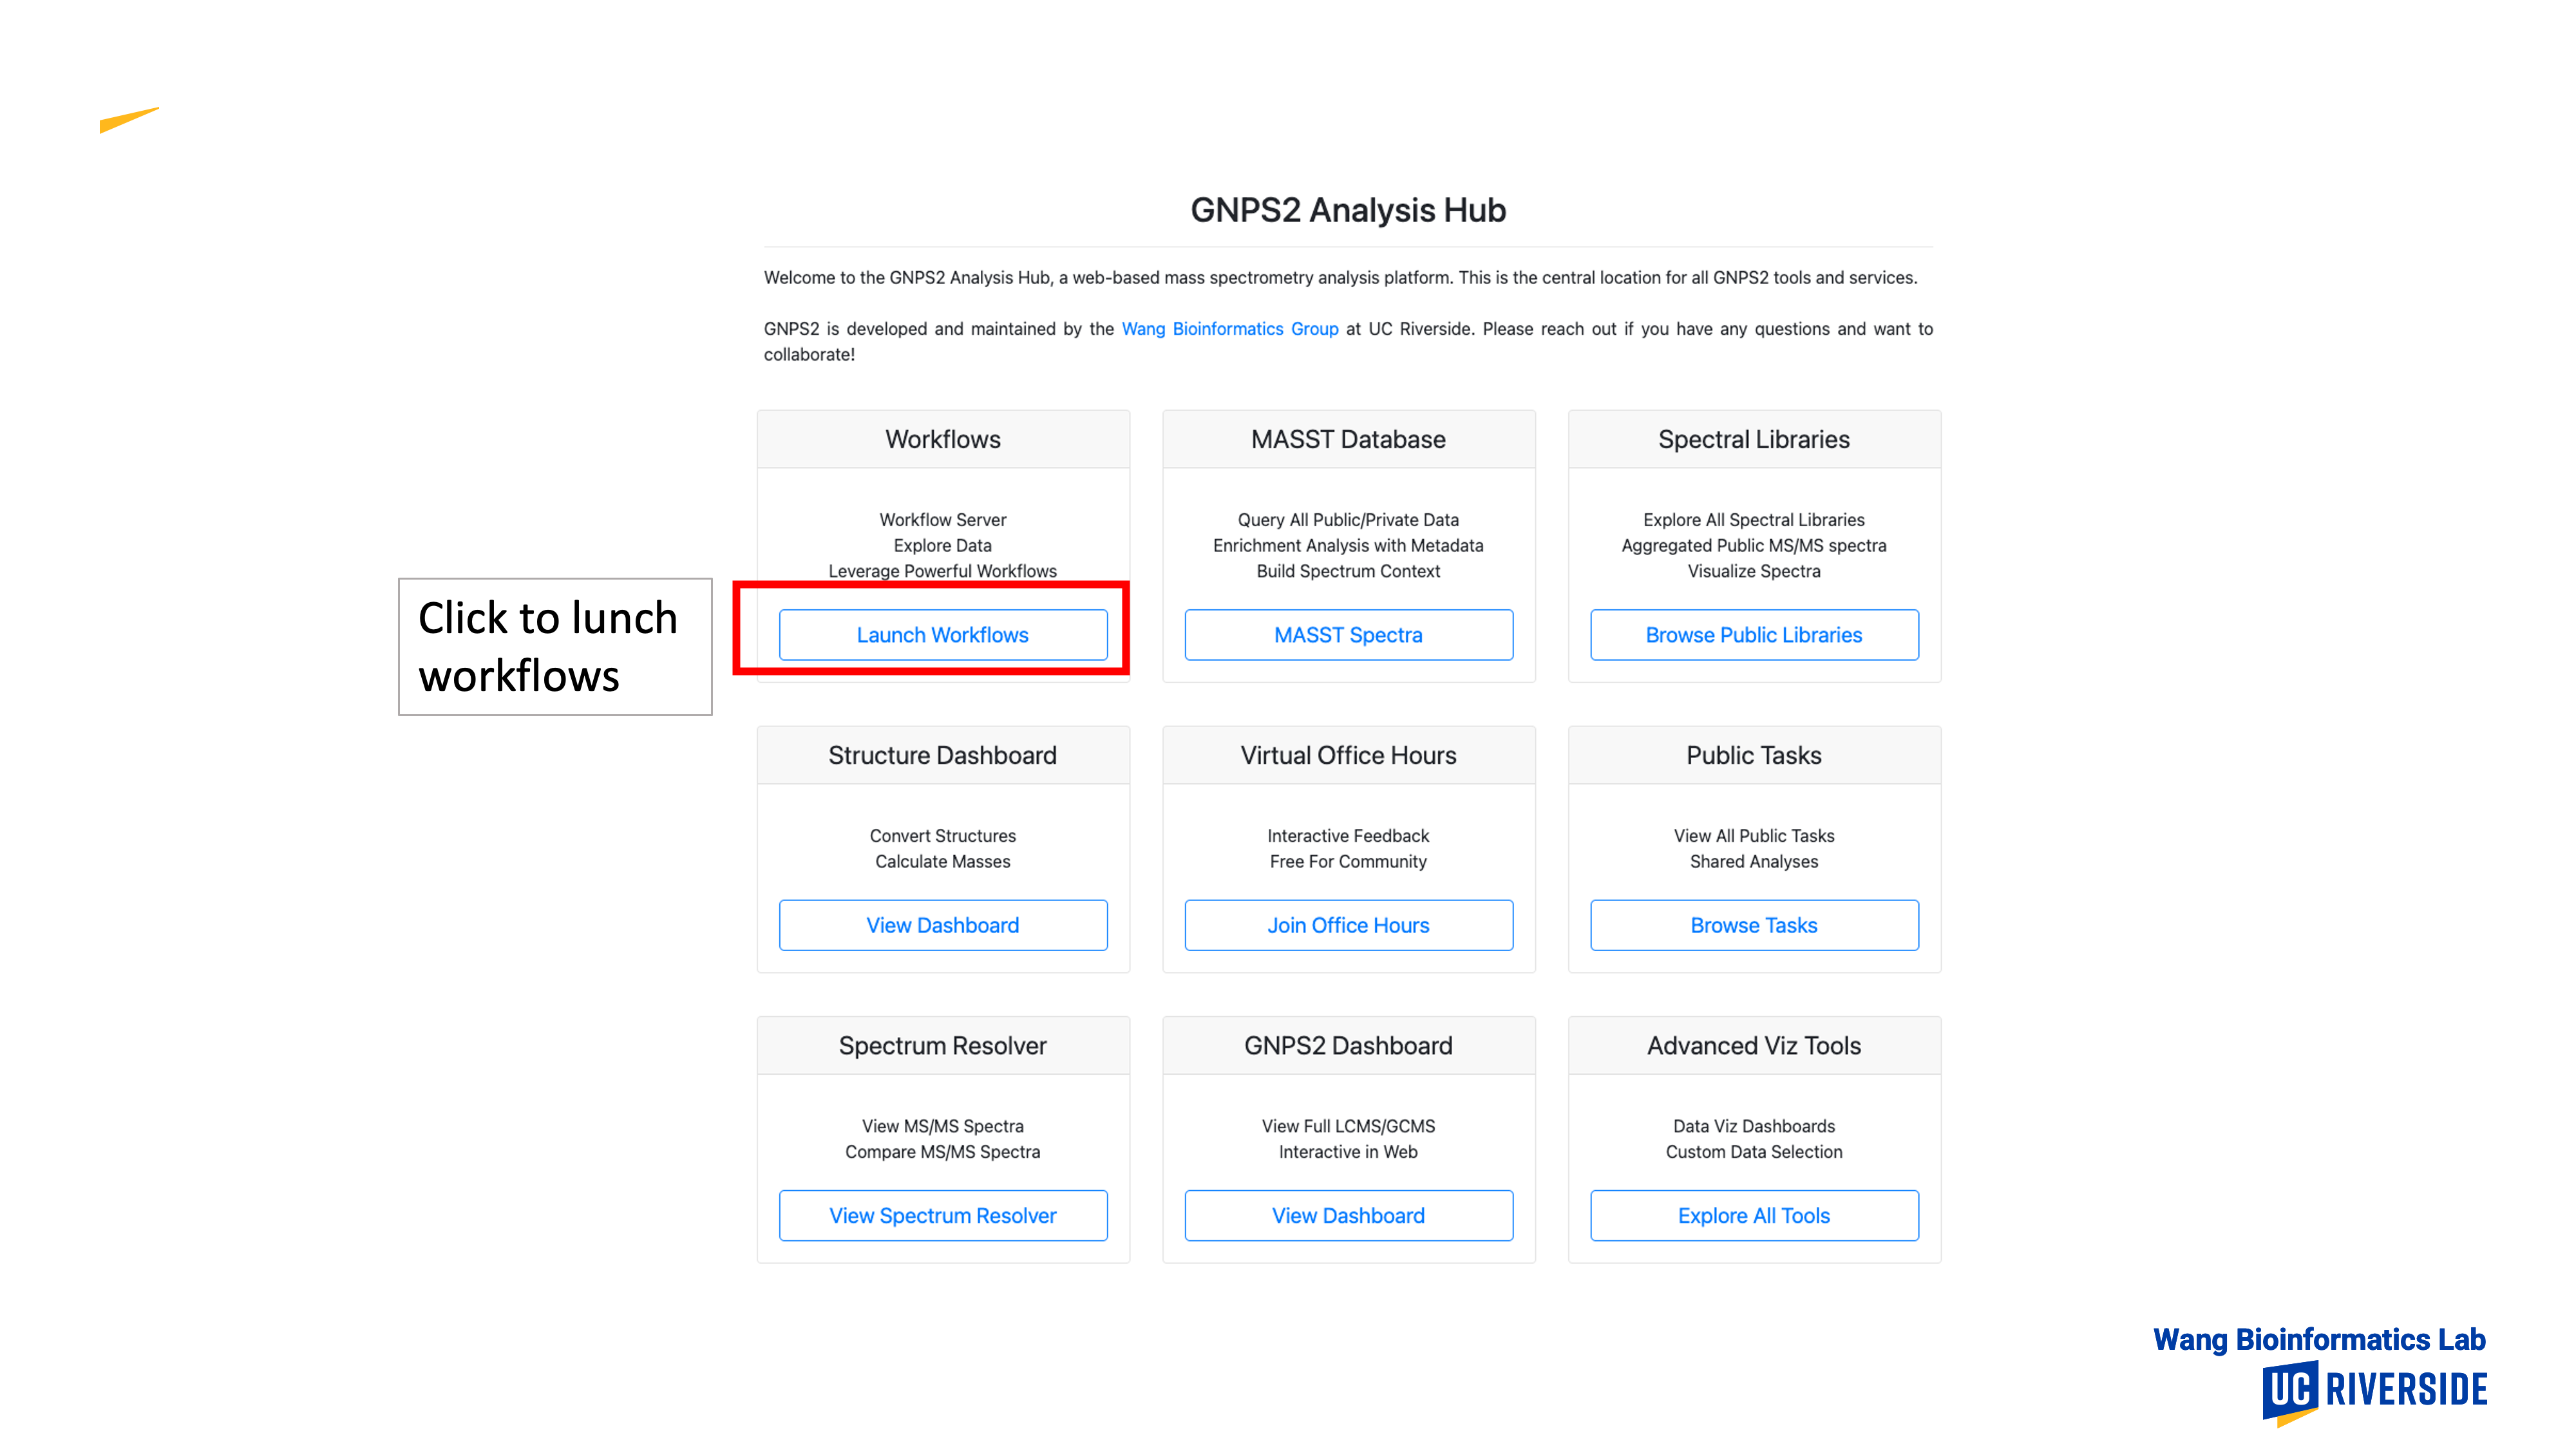 GNPS2 Analysis Hub
Welcome to the GNPS2 Analysis Hub, a web-based mass spectrometry analysis platform. This is the central location for all GNPS2 tools and services.
GNPS2 is developed and maintained by the Wang Bioinformatics Group at UC Riverside. Please reach out if you have any questions and want to
collaborate!
Click to lunch
workflows
Workflows
Workflow Server
Explore Data
Leverage Powerful Workflows
Launch Workflows
MASST Database
Query All Public/Private Data
Enrichment Analysis with Metadata
Build Spectrum Context
MASST Spectra
Spectral Libraries
Explore All Spectral Libraries
Aggregated Public MS/MS spectra
Visualize Spectra
Browse Public Libraries
Structure Dashboard
Convert Structures
Calculate Masses
View Dashboard
Virtual Office Hours
Interactive Feedback
Free For Community
Join Office Hours
Public Tasks
View All Public Tasks
Shared Analyses
Browse Tasks
Spectrum Resolver
View MS/MS Spectra
Compare MS/MS Spectra
View Spectrum Resolver
GNPS2 Dashboard
View Full LCMS/GCMS
Interactive in Web
View Dashboard
Advanced Viz Tools
Data Viz Dashboards
Custom Data Selection
Explore All Tools
Wang Bioinformatics Lab
UC RIVERSIDE